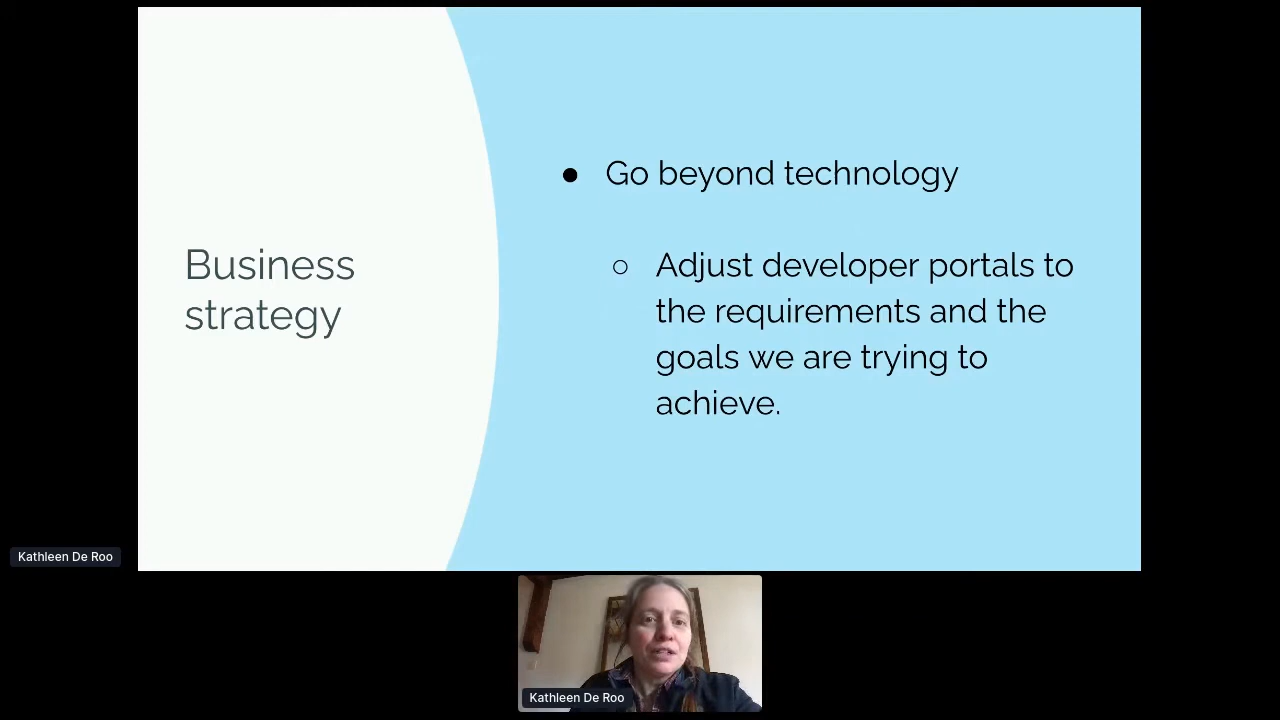 Business
strategy
● Go beyond technology
○ Adjust developer portals to
the requirements and the
goals we are trying to
achieve.
Kathleen De Roo
Kathleen De Roo